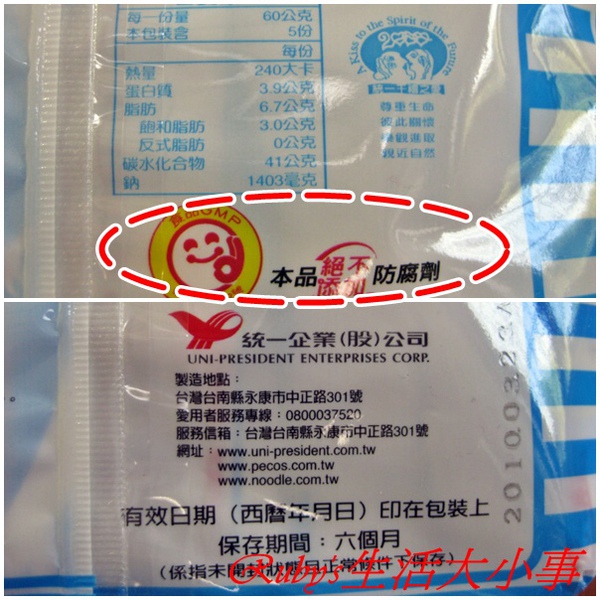 每一份量 60公克
本包裝含 5份
每份
熱量 240大卡
蛋白質 3.9公克
脂肪 6.7公克
飽和脂肪 3.0公克
反式脂肪 0公克
碳水化合物 41公克
鈉 1403毫克
A Kiss to the Spirit of the Future
尊重生命
彼此關懷
樂觀進取
親近自然
食品GMP
本品絕不添加防腐劑
統一企業(股)公司
UNI-PRESIDENT ENTERPRISES CORP.
製造地點：
台灣台南縣永康市中正路301號
愛用者服務專線：0800037520
服務信箱：台灣台南縣永康市中正路301號
網址：www.uni-president.com.tw
www.pecos.com.tw
www.noodle.com.tw
有效日期（西曆年月日）印在包裝上
保存期間：六個月
(係指未開封狀態且正常條件下保存)
2010.03.23
Ruby's生活大小事